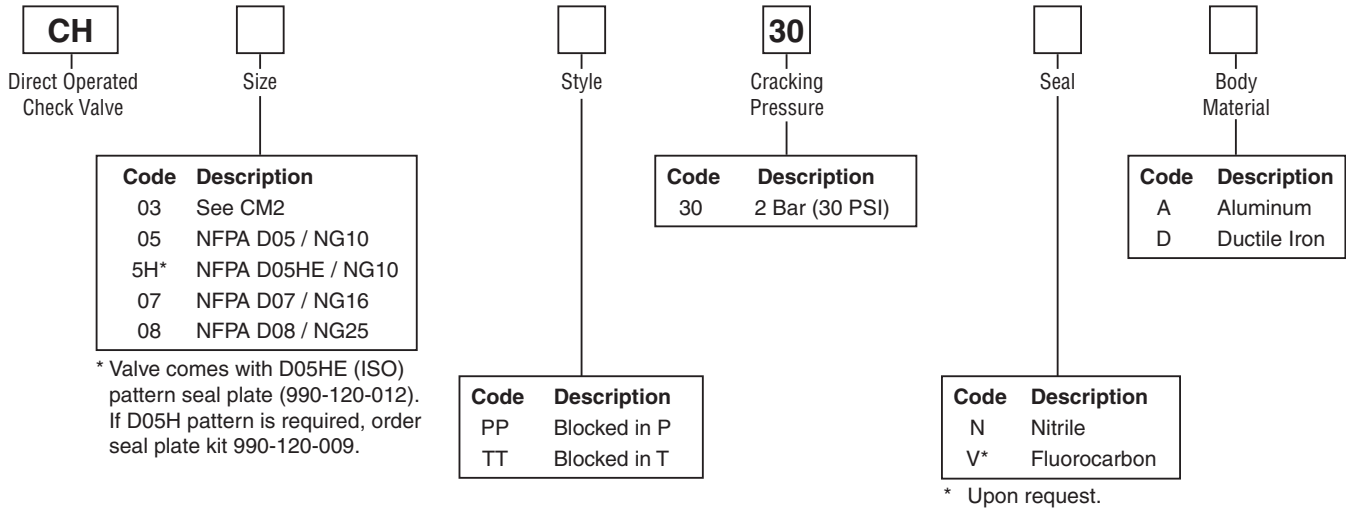 CH 30
Direct Operated
Check Valve
Size
Style
Cracking
Pressure
Seal
Body
Material
Code Description
03 See CM2
05 NFPA D05 / NG10
5H* NFPA D05HE / NG10
07 NFPA D07 / NG16
08 NFPA D08 / NG25
* Valve comes with D05HE (ISO)
pattern seal plate (990-120-012).
If D05H pattern is required, order
seal plate kit 990-120-009.
Code Description
PP Blocked in P
TT Blocked in T
Code Description
30 2 Bar (30 PSI)
Code Description
N Nitrile
V* Fluorocarbon
* Upon request.
Code Description
A Aluminum
D Ductile Iron